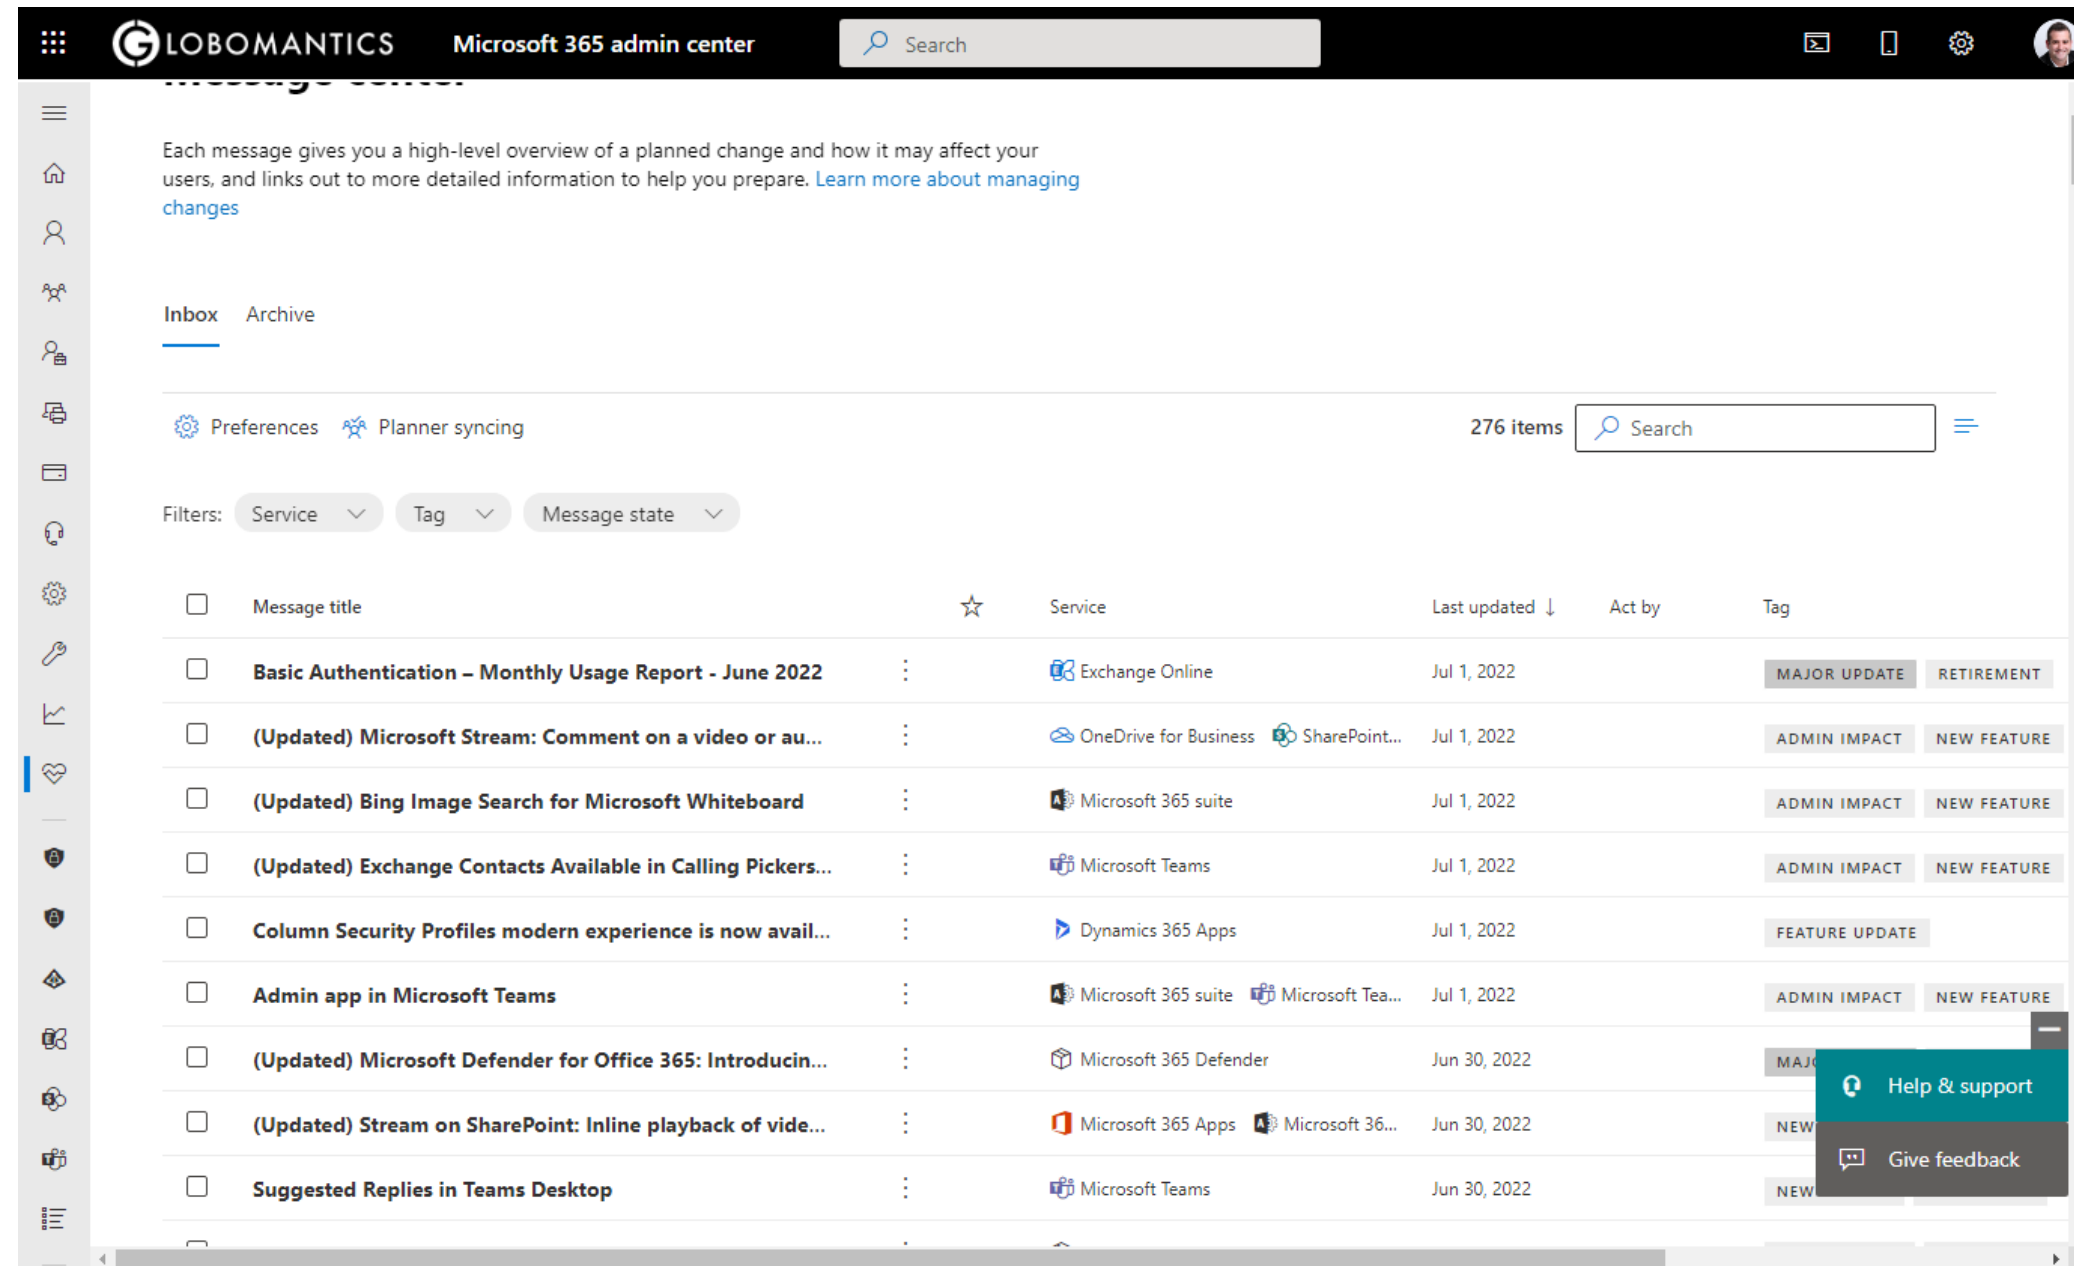 GLOBOMANTICS Microsoft 365 admin center Search
Message center
Each message gives you a high-level overview of a planned change and how it may affect your
users, and links out to more detailed information to help you prepare. Learn more about managing
changes
Inbox Archive
Preferences Planner syncing 276 items Search
Filters: Service Tag Message state
Message title Service Last updated ↓ Act by Tag
Basic Authentication – Monthly Usage Report - June 2022 Exchange Online Jul 1, 2022 MAJOR UPDATE RETIREMENT
(Updated) Microsoft Stream: Comment on a video or au... OneDrive for Business SharePoint... Jul 1, 2022 ADMIN IMPACT NEW FEATURE
(Updated) Bing Image Search for Microsoft Whiteboard Microsoft 365 suite Jul 1, 2022 ADMIN IMPACT NEW FEATURE
(Updated) Exchange Contacts Available in Calling Pickers... Microsoft Teams Jul 1, 2022 ADMIN IMPACT NEW FEATURE
Column Security Profiles modern experience is now avail... Dynamics 365 Apps Jul 1, 2022 FEATURE UPDATE
Admin app in Microsoft Teams Microsoft 365 suite Microsoft Tea... Jul 1, 2022 ADMIN IMPACT NEW FEATURE
(Updated) Microsoft Defender for Office 365: Introducin... Microsoft 365 Defender Jun 30, 2022 MAJ
Help & support
(Updated) Stream on SharePoint: Inline playback of vide... Microsoft 365 Apps Microsoft 36... Jun 30, 2022 NEW
Give feedback
Suggested Replies in Teams Desktop Microsoft Teams Jun 30, 2022 NEW